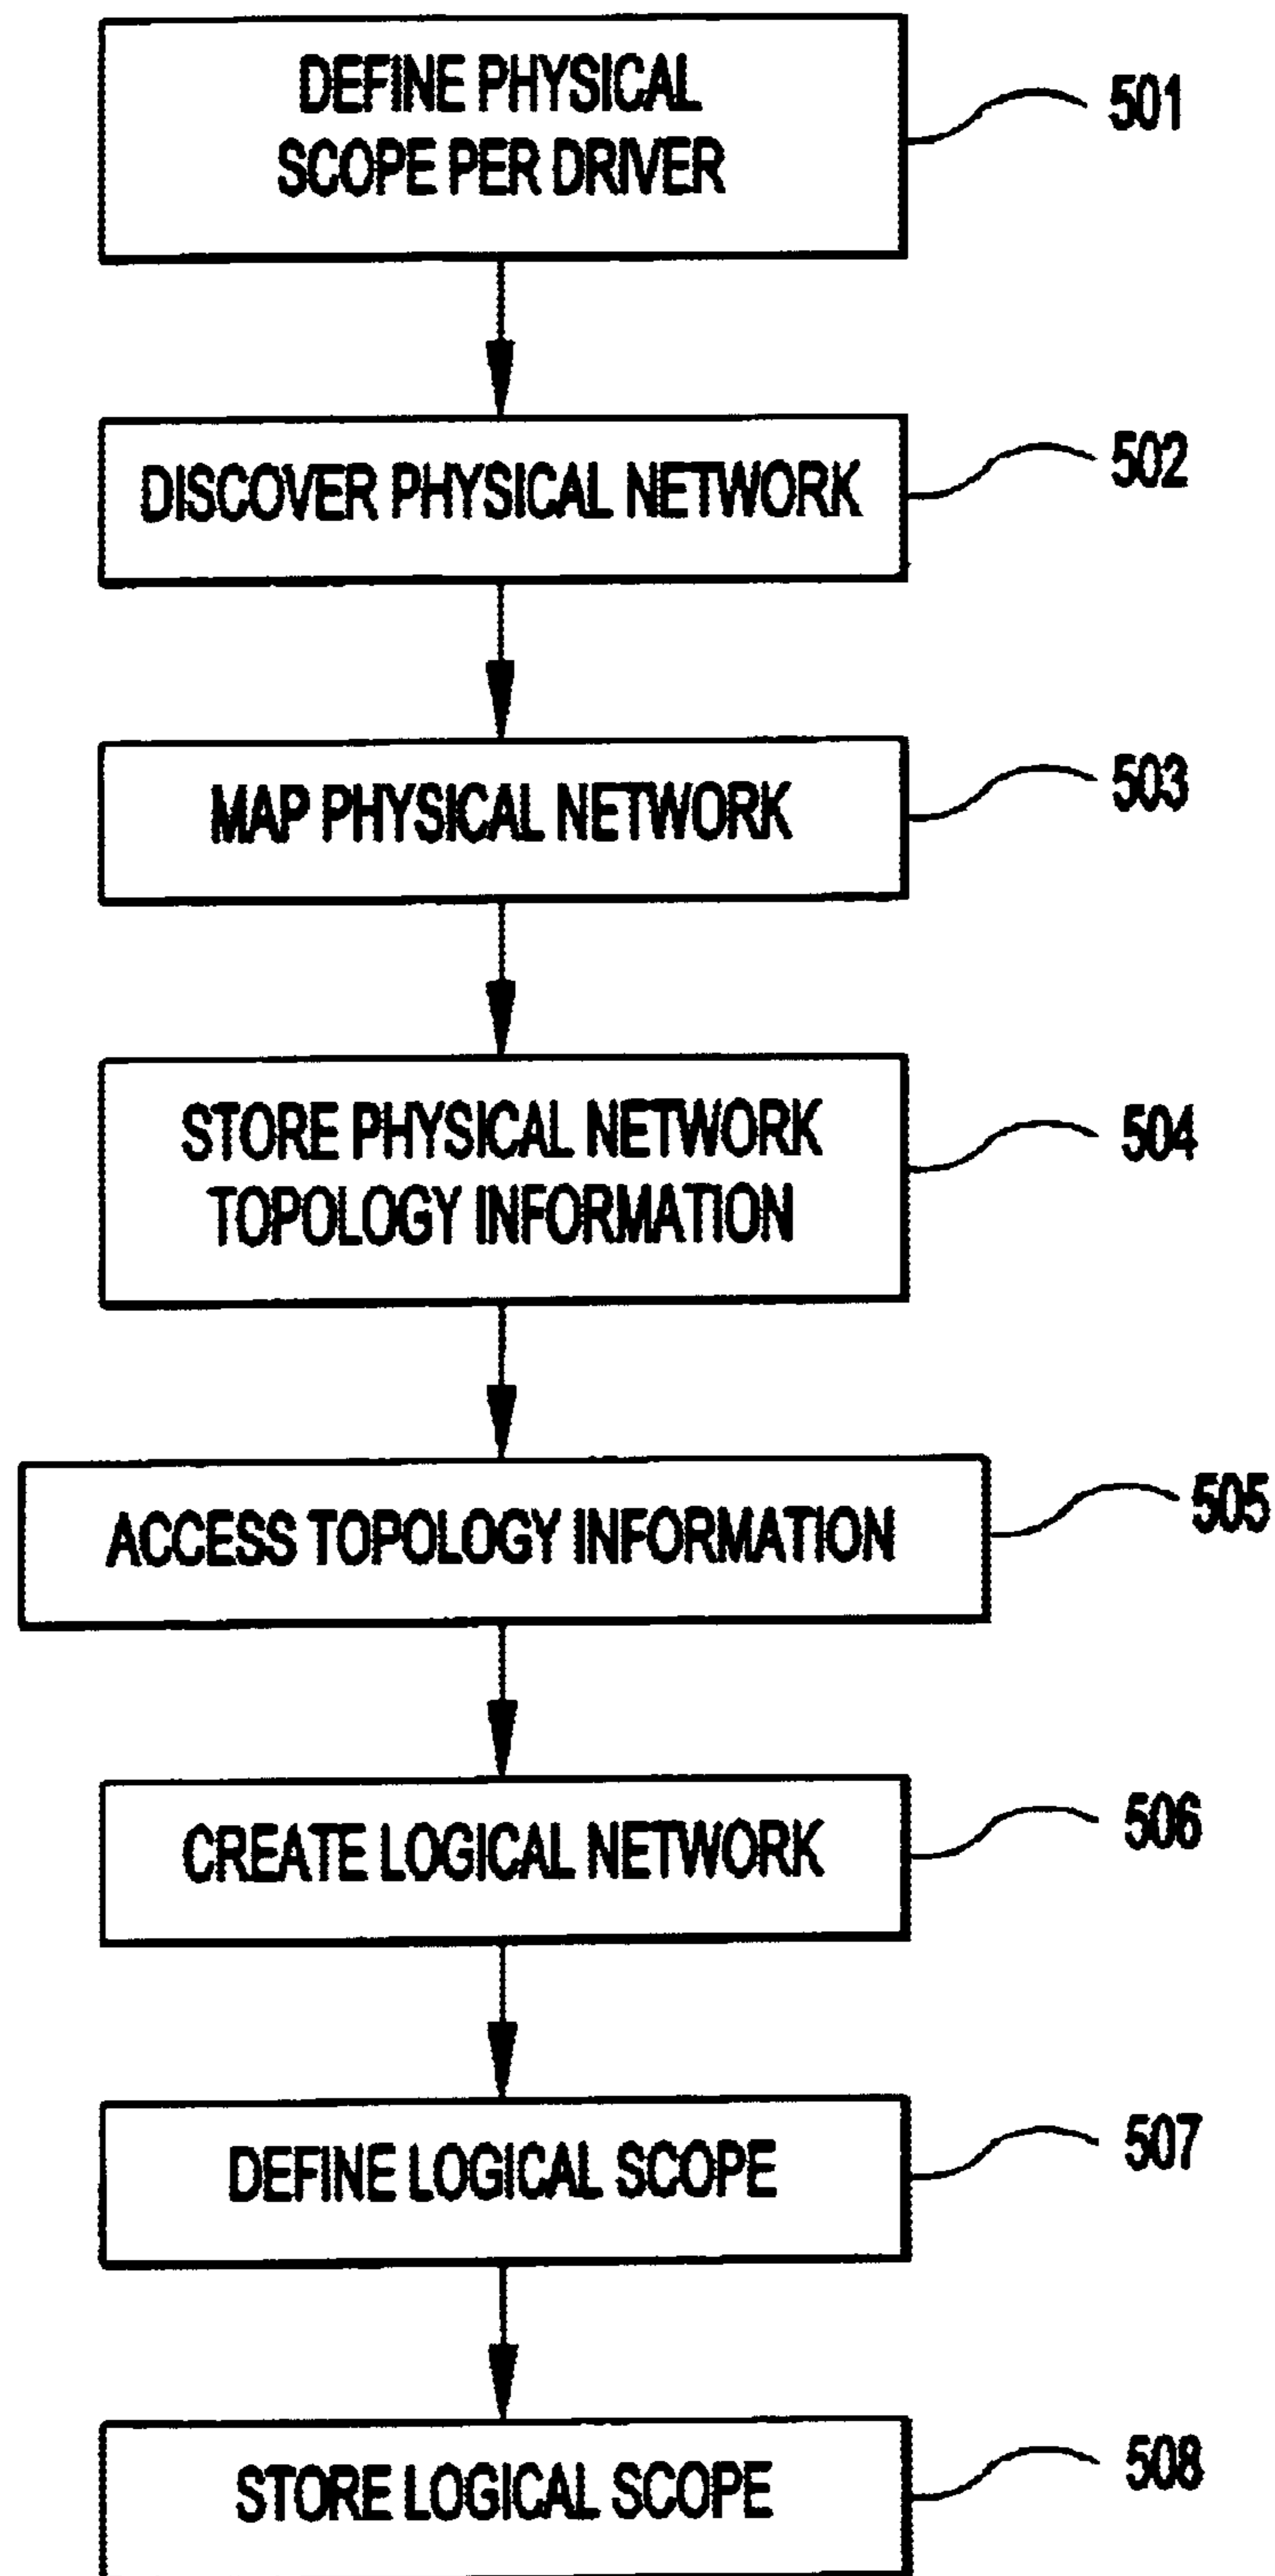 DEFINE PHYSICAL
SCOPE PER DRIVER
501
DISCOVER PHYSICAL NETWORK
502
MAP PHYSICAL NETWORK
503
STORE PHYSICAL NETWORK
TOPOLOGY INFORMATION
504
ACCESS TOPOLOGY INFORMATION
505
CREATE LOGICAL NETWORK
506
DEFINE LOGICAL SCOPE
507
STORE LOGICAL SCOPE
508